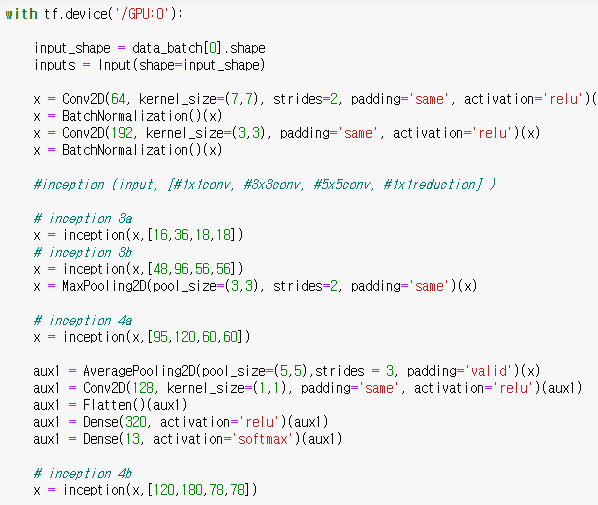 with tf.device('/GPU:0'):
input_shape = data_batch[0].shape
inputs = Input(shape=input_shape)
x = Conv2D(64, kernel_size=(7,7), strides=2, padding='same', activation='relu')(
x = BatchNormalization()(x)
x = Conv2D(192, kernel_size=(3,3), padding='same', activation='relu')(x)
x = BatchNormalization()(x)
#inception (input, [#1x1conv, #3x3conv, #5x5conv, #1x1reduction] )
# inception 3a
x = inception(x,[16,36,18,18])
# inception 3b
x = inception(x,[48,96,56,56])
x = MaxPooling2D(pool_size=(3,3), strides=2, padding='same')(x)
# inception 4a
x = inception(x,[95,120,60,60])
aux1 = AveragePooling2D(pool_size=(5,5),strides = 3, padding='valid')(x)
aux1 = Conv2D(128, kernel_size=(1,1), padding='same', activation='relu')(aux1)
aux1 = Flatten()(aux1)
aux1 = Dense(320, activation='relu')(aux1)
aux1 = Dense(13, activation='softmax')(aux1)
# inception 4b
x = inception(x,[120,180,78,78])